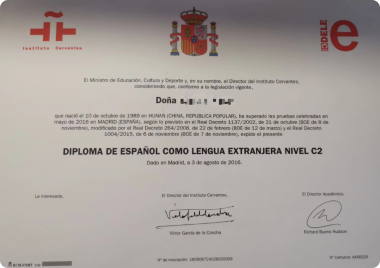 Instituto Cervantes
DELE
El Ministro de Educación, Cultura y Deporte y, en su nombre, el Director del Instituto Cervantes,
considerando que, conforme a la legislación vigente,
Doña
que nació el 10 de octubre de 1989 en HUNAN (CHINA, REPÚBLICA POPULAR), ha superado las pruebas celebradas en
mayo de 2016 en MADRID (ESPAÑA), según lo previsto en el Real Decreto 1137/2002, de 31 de octubre (BOE de 8 de
noviembre), modificado por el Real Decreto 264/2008, de 22 de febrero (BOE de 12 de marzo) y el Real Decreto
1004/2015, de 6 de noviembre (BOE de 7 de noviembre), expide el presente
DIPLOMA DE ESPAÑOL COMO LENGUA EXTRANJERA NIVEL C2
Dado en Madrid, a 3 de agosto de 2016.
La interesada,
El Director del Instituto Cervantes,
El Director Académico,
Víctor García de la Concha
Richard Bueno Hudson
Nº de inscripción:
Nº Cartulina: